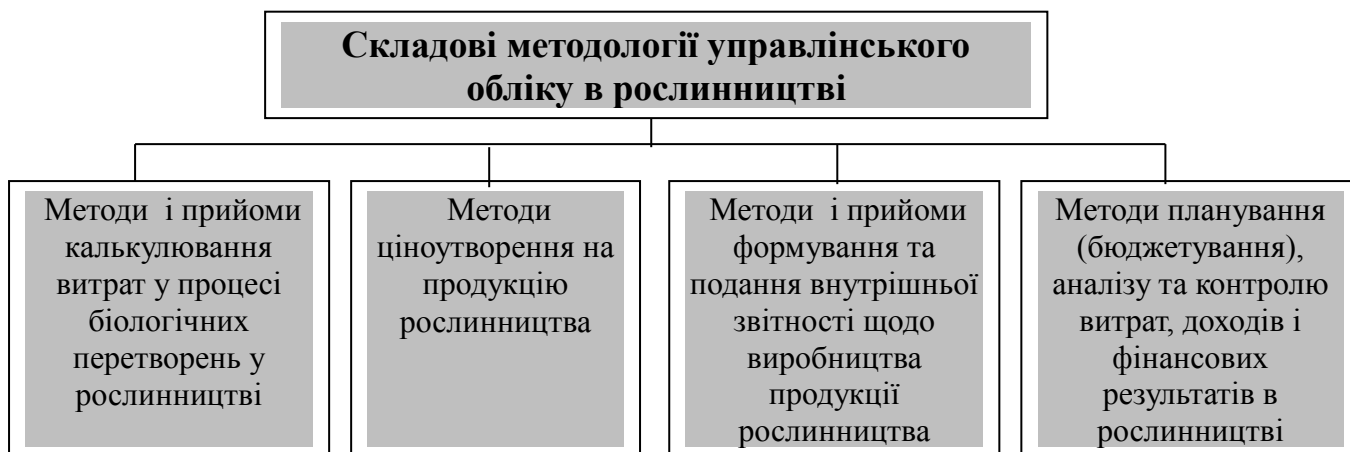 Складові методології управлінського
обліку в рослинництві
Методи і прийоми
калькулювання
витрат у процесі
біологічних
перетворень у
рослинництві
Методи
ціноутворення на
продукцію
рослинництва
Методи і прийоми
формування та
подання внутрішньої
звітності щодо
виробництва
продукції
рослинництва
Методи планування
(бюджетування),
аналізу та контролю
витрат, доходів і
фінансових
результатів в
рослинництві